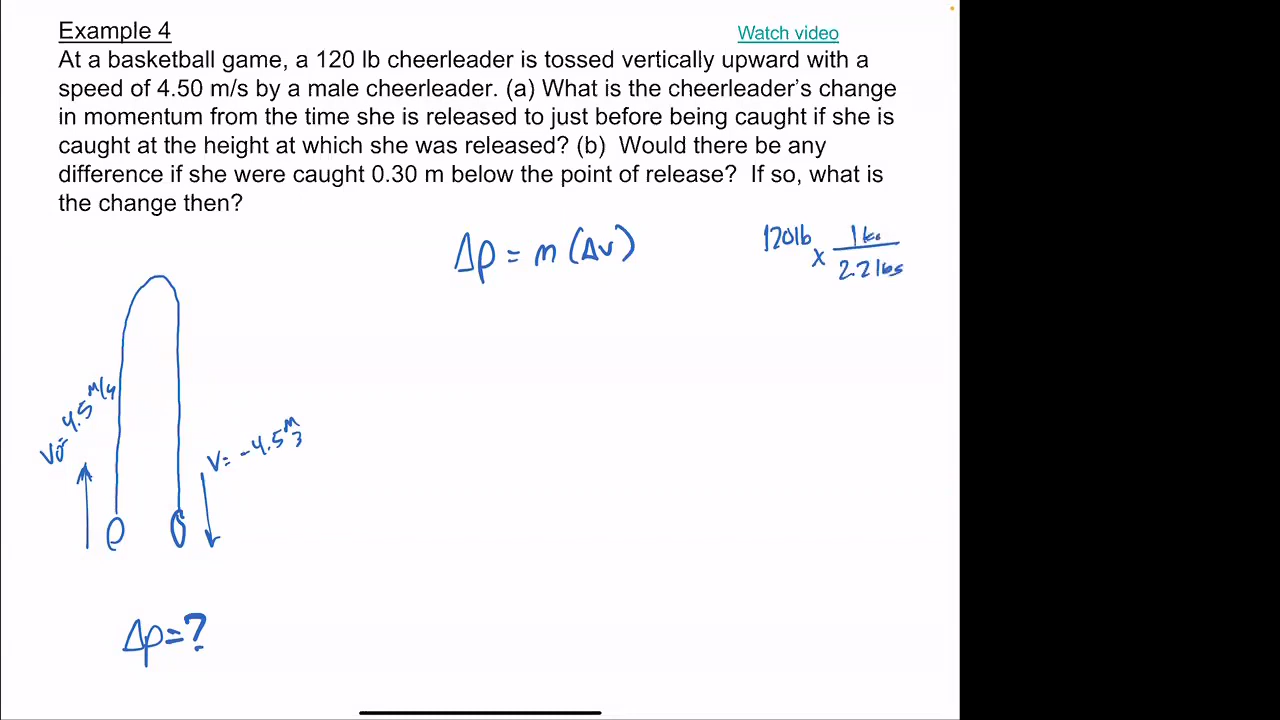 Example 4
Watch video
At a basketball game, a 120 lb cheerleader is tossed vertically upward with a
speed of 4.50 m/s by a male cheerleader. (a) What is the cheerleader's change
in momentum from the time she is released to just before being caught if she is
caught at the height at which she was released? (b) Would there be any
difference if she were caught 0.30 m below the point of release? If so, what is
the change then?
Δp = m (Δv)
120lb x 1 kg
2.2 lbs
V0= 4.5 m/s
V= -4.5 m/s
Δp=?